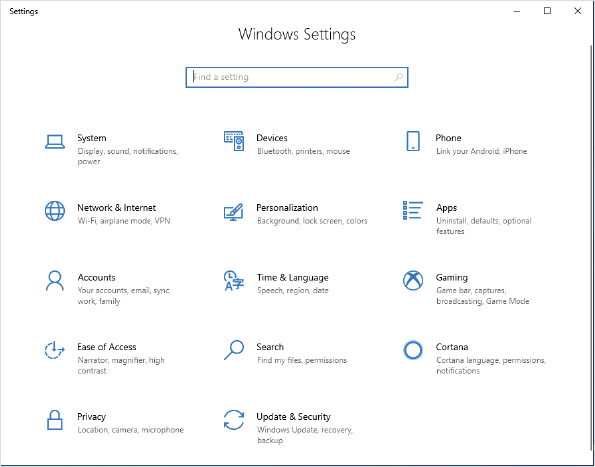 Settings
Windows Settings
Find a setting
System
Display, sound, notifications,
power
Devices
Bluetooth, printers, mouse
Phone
Link your Android, iPhone
Network & Internet
Wi-Fi, airplane mode, VPN
Personalization
Background, lock screen, colors
Apps
Uninstall, defaults, optional
features
Accounts
Your accounts, email, sync,
work, family
Time & Language
Speech, region, date
Gaming
Game bar, captures,
broadcasting, Game Mode
Ease of Access
Narrator, magnifier, high
contrast
Search
Find my files, permissions
Cortana
Cortana language, permissions,
notifications
Privacy
Location, camera, microphone
Update & Security
Windows Update, recovery,
backup